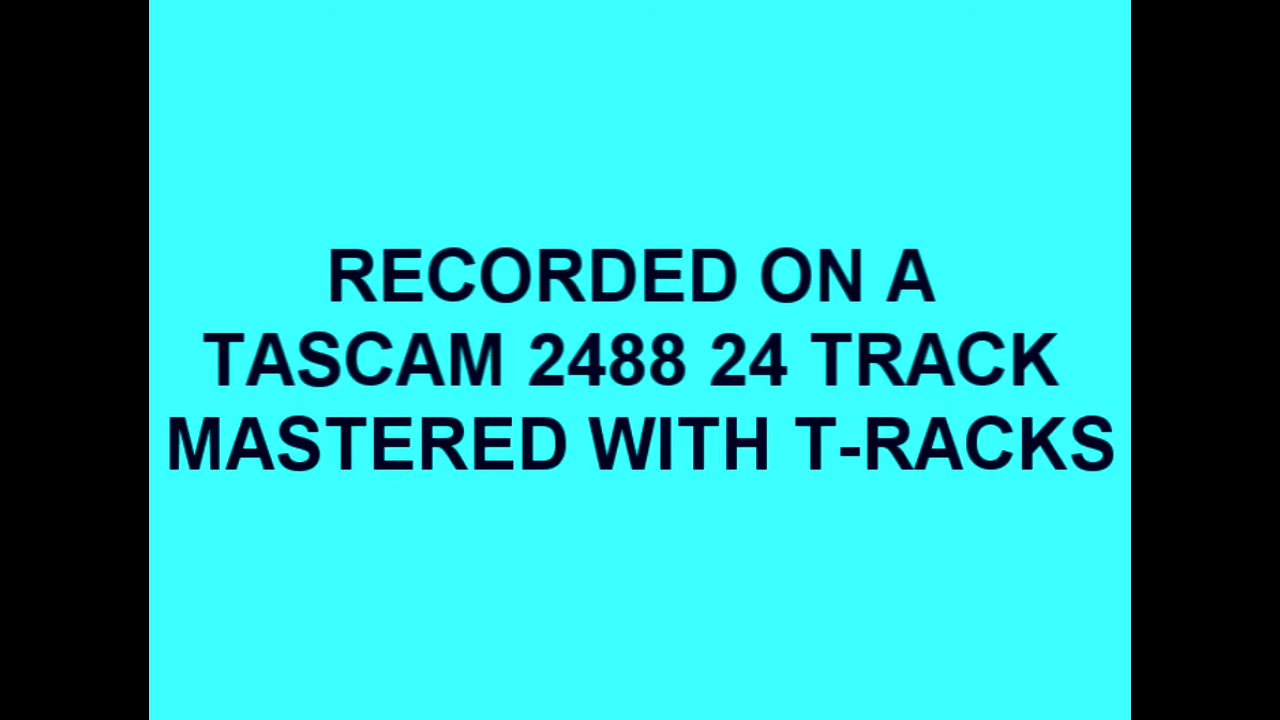 RECORDED ON A
TASCAM 2488 24 TRACK
MASTERED WITH T-RACKS